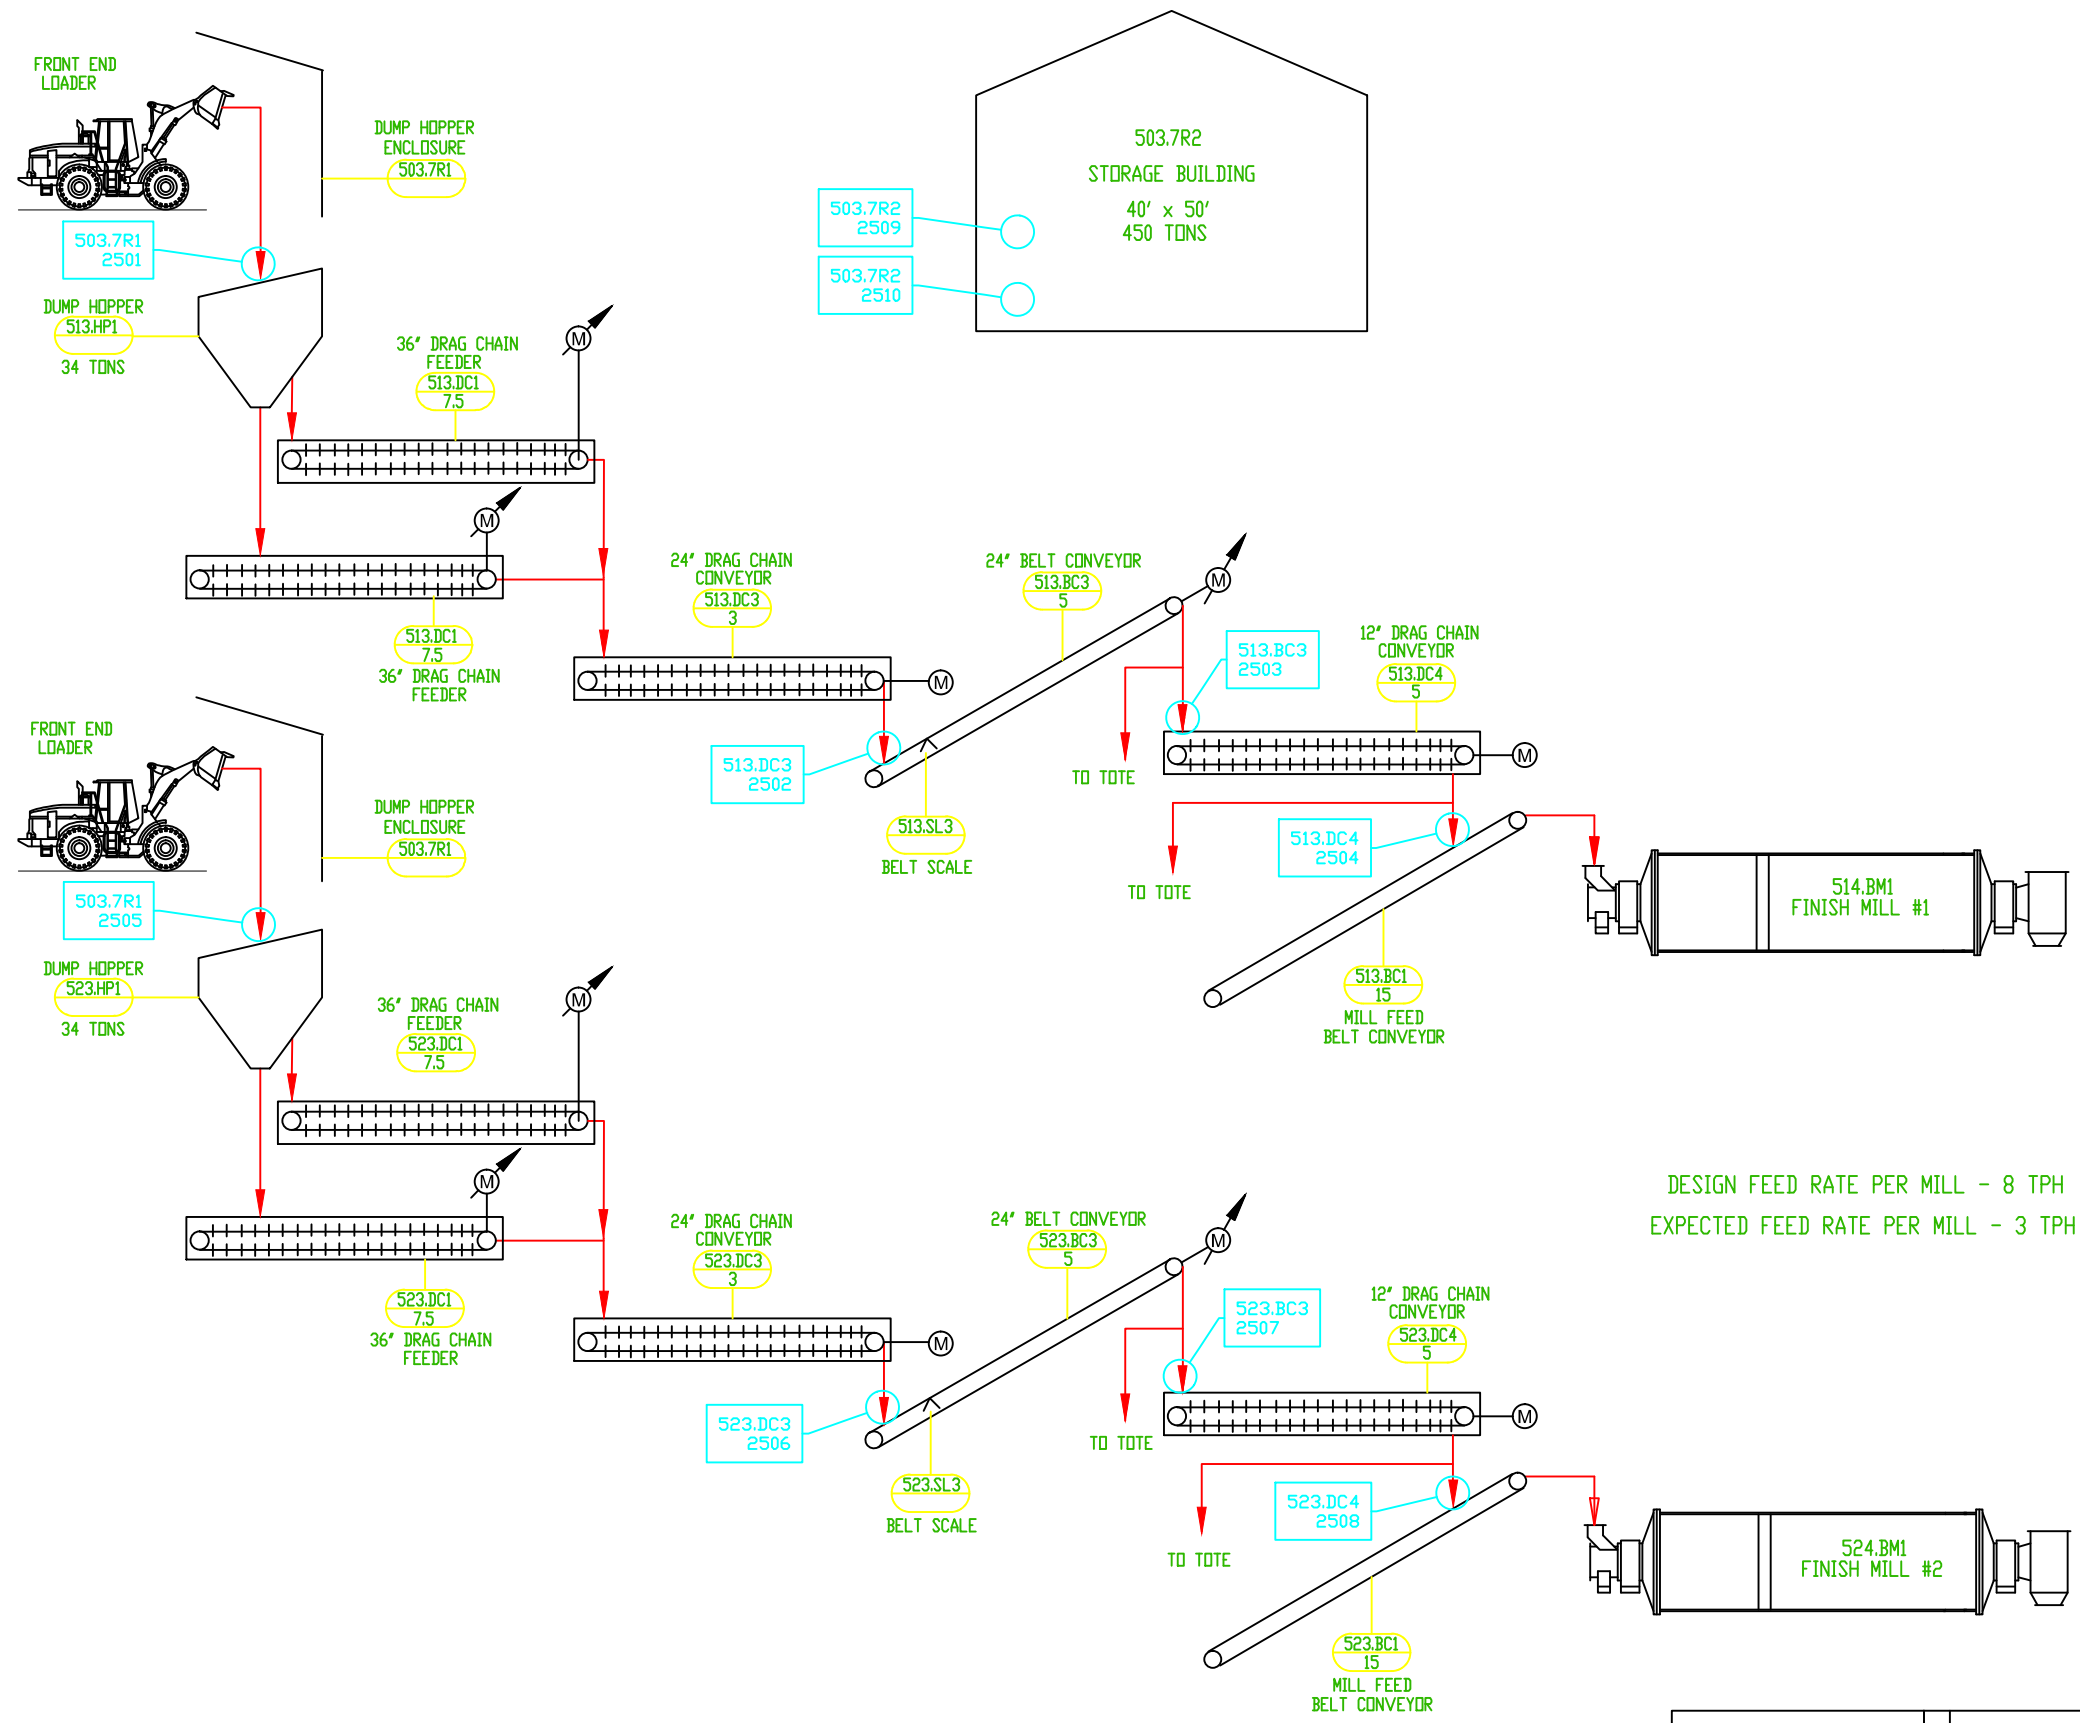 FRONT END
LOADER
DUMP HOPPER
ENCLOSURE
503.7R1
503.7R1
2501
DUMP HOPPER
513.HP1
34 TONS
36" DRAG CHAIN
FEEDER
513.DC1
7.5
M
M
513.DC1
7.5
36" DRAG CHAIN
FEEDER
503.7R2
STORAGE BUILDING
40' x 50'
450 TONS
503.7R2
2509
503.7R2
2510
24" DRAG CHAIN
CONVEYOR
513.DC3
3
M
513.DC3
2502
24" BELT CONVEYOR
513.BC3
5
M
513.SL3
BELT SCALE
513.BC3
2503
TO TOTE
12" DRAG CHAIN
CONVEYOR
513.DC4
5
M
513.DC4
2504
TO TOTE
513.BC1
15
MILL FEED
BELT CONVEYOR
514.BM1
FINISH MILL #1
FRONT END
LOADER
DUMP HOPPER
ENCLOSURE
503.7R1
503.7R1
2505
DUMP HOPPER
523.HP1
34 TONS
36" DRAG CHAIN
FEEDER
523.DC1
7.5
M
M
523.DC1
7.5
36" DRAG CHAIN
FEEDER
DESIGN FEED RATE PER MILL - 8 TPH
EXPECTED FEED RATE PER MILL - 3 TPH
24" DRAG CHAIN
CONVEYOR
523.DC3
3
M
523.DC3
2506
24" BELT CONVEYOR
523.BC3
5
M
523.SL3
BELT SCALE
523.BC3
2507
TO TOTE
12" DRAG CHAIN
CONVEYOR
523.DC4
5
M
523.DC4
2508
TO TOTE
523.BC1
15
MILL FEED
BELT CONVEYOR
524.BM1
FINISH MILL #2